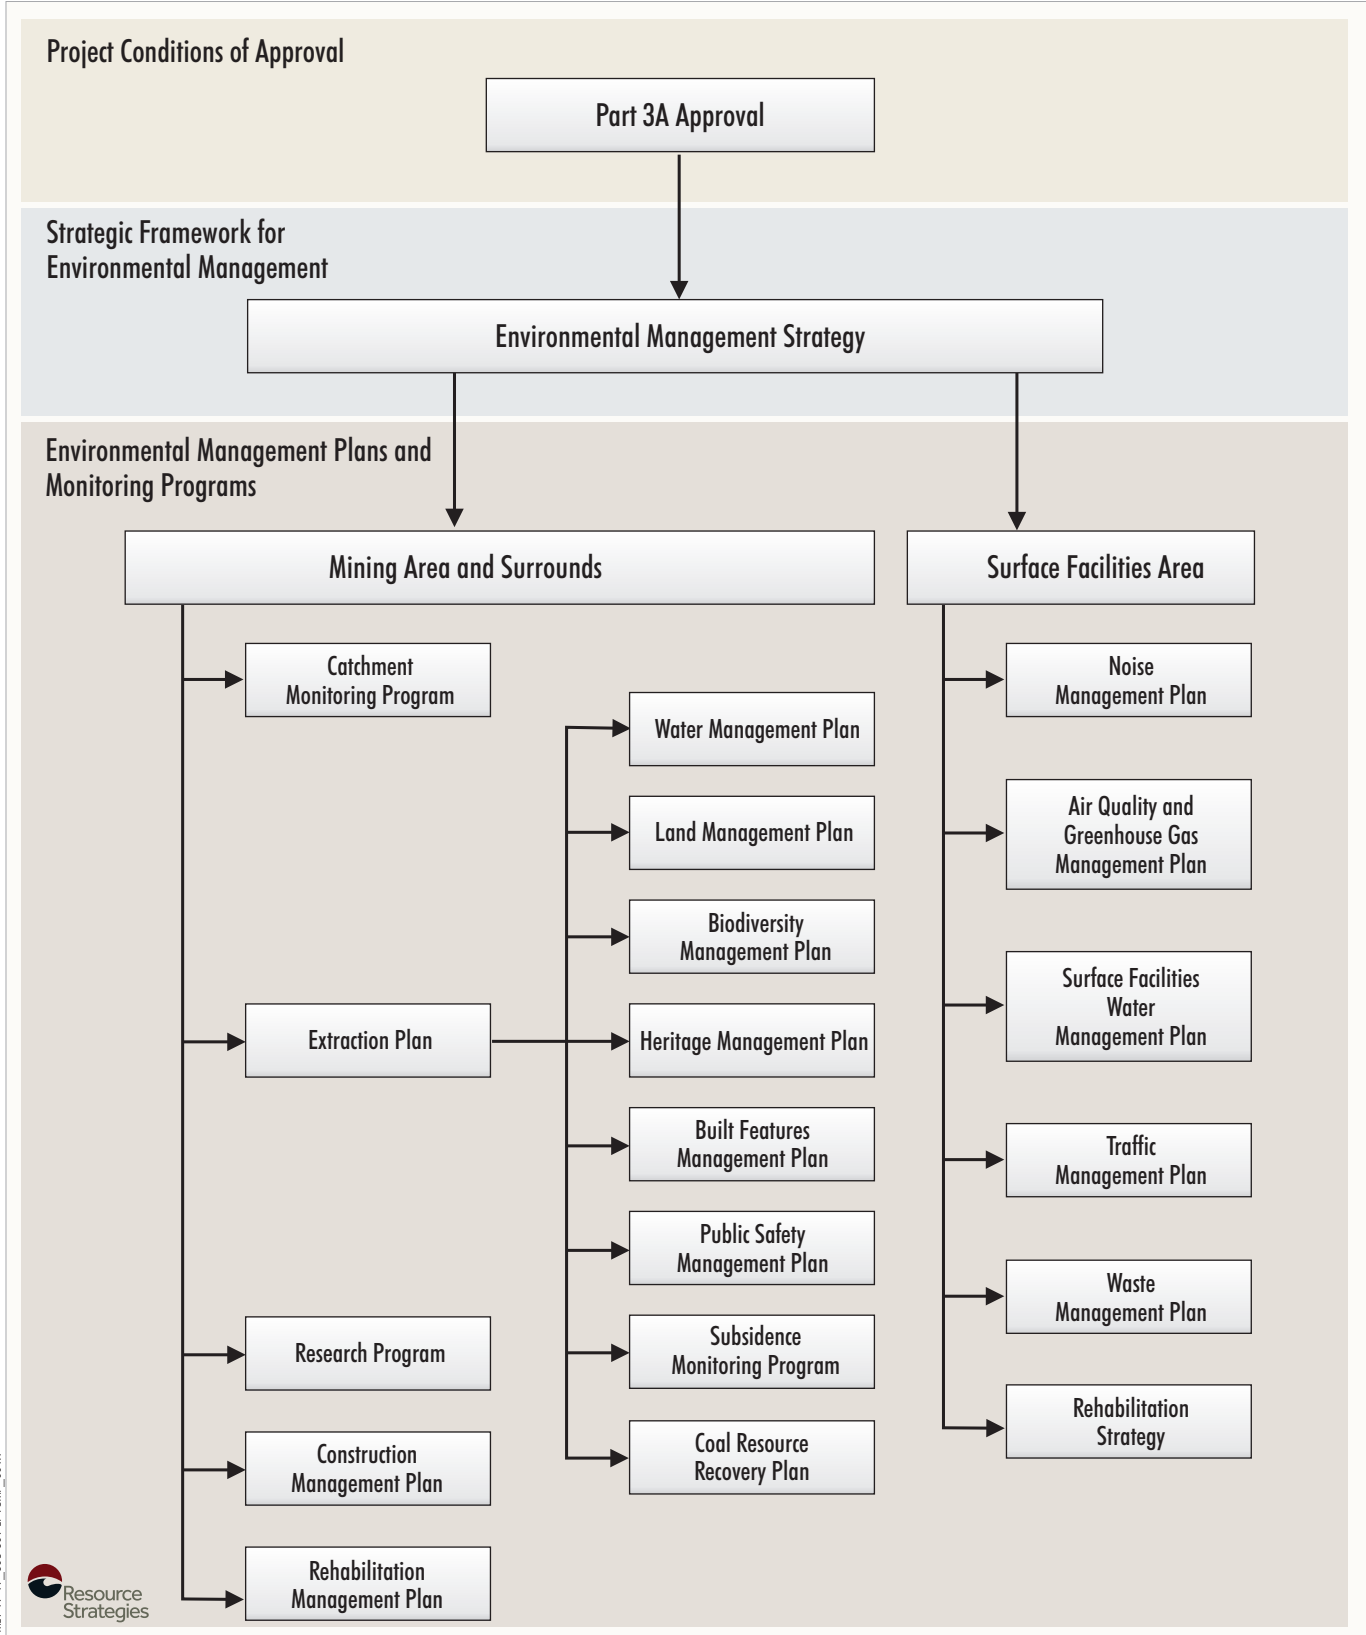 Project Conditions of Approval
Part 3A Approval
Strategic Framework for
Environmental Management
Environmental Management Strategy
Environmental Management Plans and
Monitoring Programs
Mining Area and Surrounds
Surface Facilities Area
Catchment
Monitoring Program
Extraction Plan
Research Program
Construction
Management Plan
Rehabilitation
Management Plan
Water Management Plan
Land Management Plan
Biodiversity
Management Plan
Heritage Management Plan
Built Features
Management Plan
Public Safety
Management Plan
Subsidence
Monitoring Program
Coal Resource
Recovery Plan
Noise
Management Plan
Air Quality and
Greenhouse Gas
Management Plan
Surface Facilities
Water
Management Plan
Traffic
Management Plan
Waste
Management Plan
Rehabilitation
Strategy
Resource
Strategies